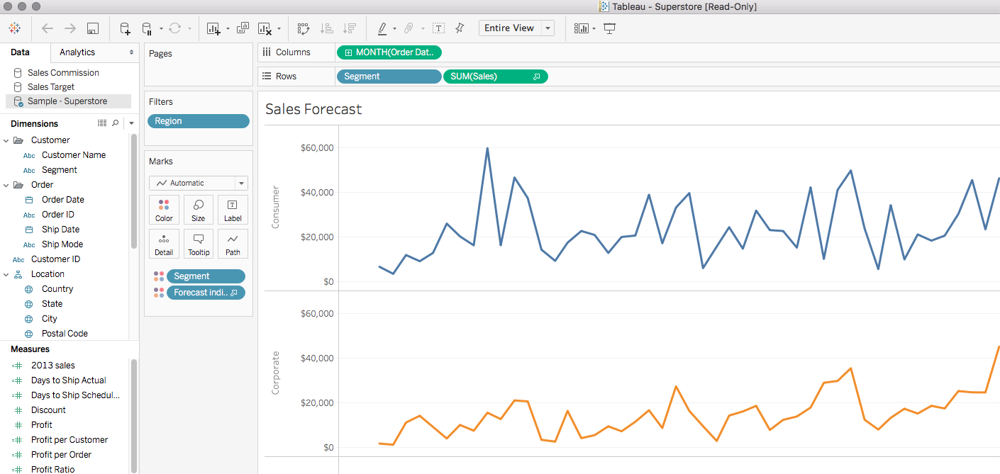 Tableau - Superstore [Read-Only]
Entire View
Data
Analytics
Sales Commission
Sales Target
Sample - Superstore
Dimensions
Customer
Abc Customer Name
Abc Segment
Order
Order Date
Abc Order ID
Ship Date
Abc Ship Mode
Abc Customer ID
Location
Country
State
City
Postal Code
Measures
2013 sales
Days to Ship Actual
Days to Ship Schedul...
Discount
Profit
Profit per Customer
Profit per Order
Profit Ratio
Pages
Filters
Region
Marks
Automatic
Color
Size
Label
Detail
Tooltip
Path
Segment
Forecast indi..
Columns
MONTH(Order Dat..
Rows
Segment
SUM(Sales)
Sales Forecast
Consumer
$60,000
$40,000
$20,000
$0
Corporate
$60,000
$40,000
$20,000
$0